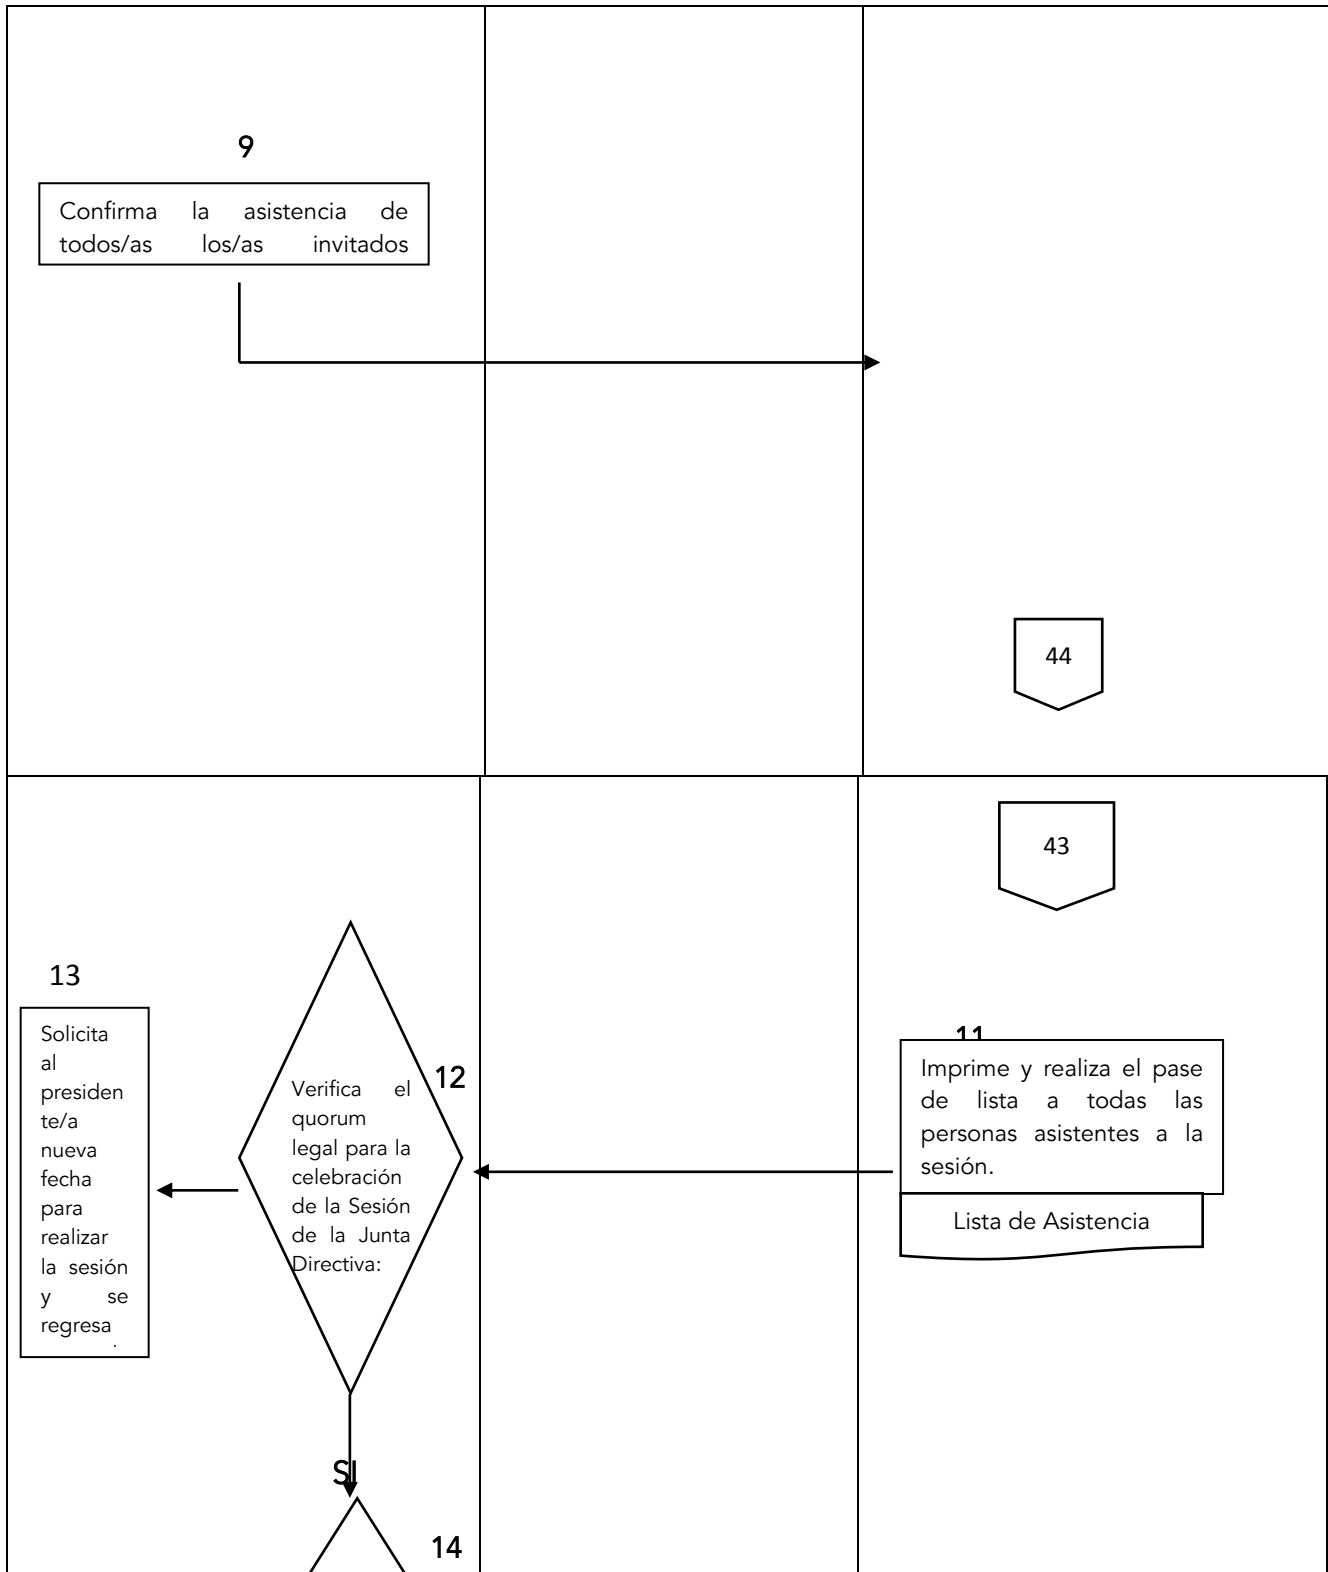 9
Confirma la asistencia de
todos/as los/as invitados
44
43
13
Solicita
al
presiden
te/a
nueva
fecha
para
realizar
la sesión
y se
regresa
12
Verifica el
quorum
legal para la
celebración
de la Sesión
de la Junta
Directiva:
11
Imprime y realiza el pase
de lista a todas las
personas asistentes a la
sesión.
Lista de Asistencia
SI
14